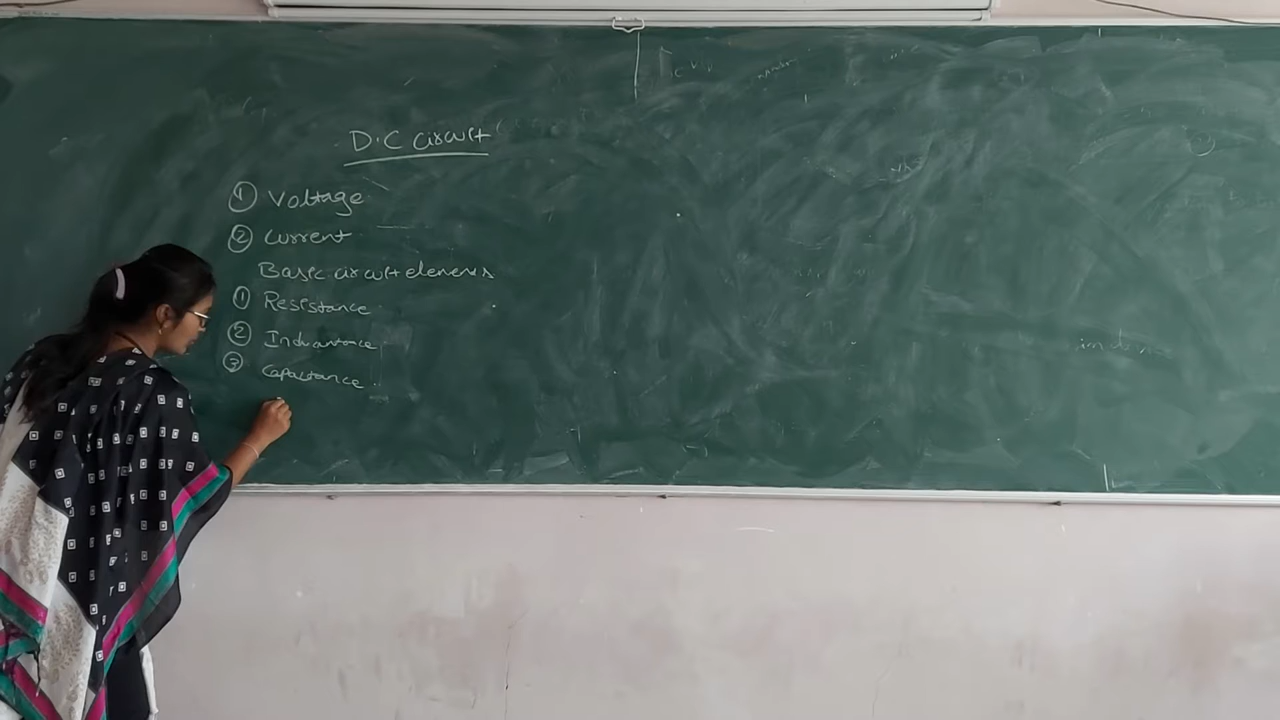 D.C circuit
① Voltage
② Current
Basic circuit elements
① Resistance
② Inductance
③ Capacitance